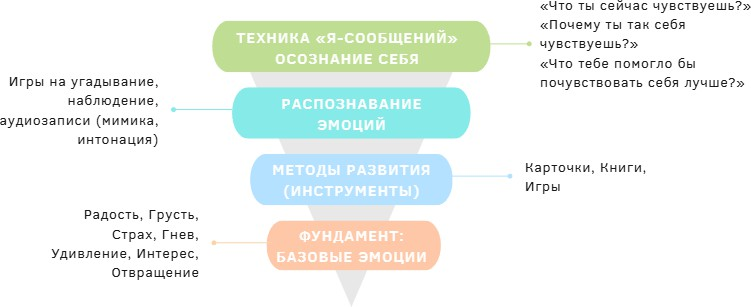 ТЕХНИКА «Я-СООБЩЕНИЙ»
ОСОЗНАНИЕ СЕБЯ
«Что ты сейчас чувствуешь?»
«Почему ты так себя
чувствуешь?»
«Что тебе помогло бы
почувствовать себя лучше?»
Игры на угадывание,
наблюдение,
аудиозаписи (мимика,
интонация)
РАСПОЗНАВАНИЕ
ЭМОЦИЙ
МЕТОДЫ РАЗВИТИЯ
(ИНСТРУМЕНТЫ)
Карточки, Книги,
Игры
Радость, Грусть,
Страх, Гнев,
Удивление, Интерес,
Отвращение
ФУНДАМЕНТ:
БАЗОВЫЕ ЭМОЦИИ